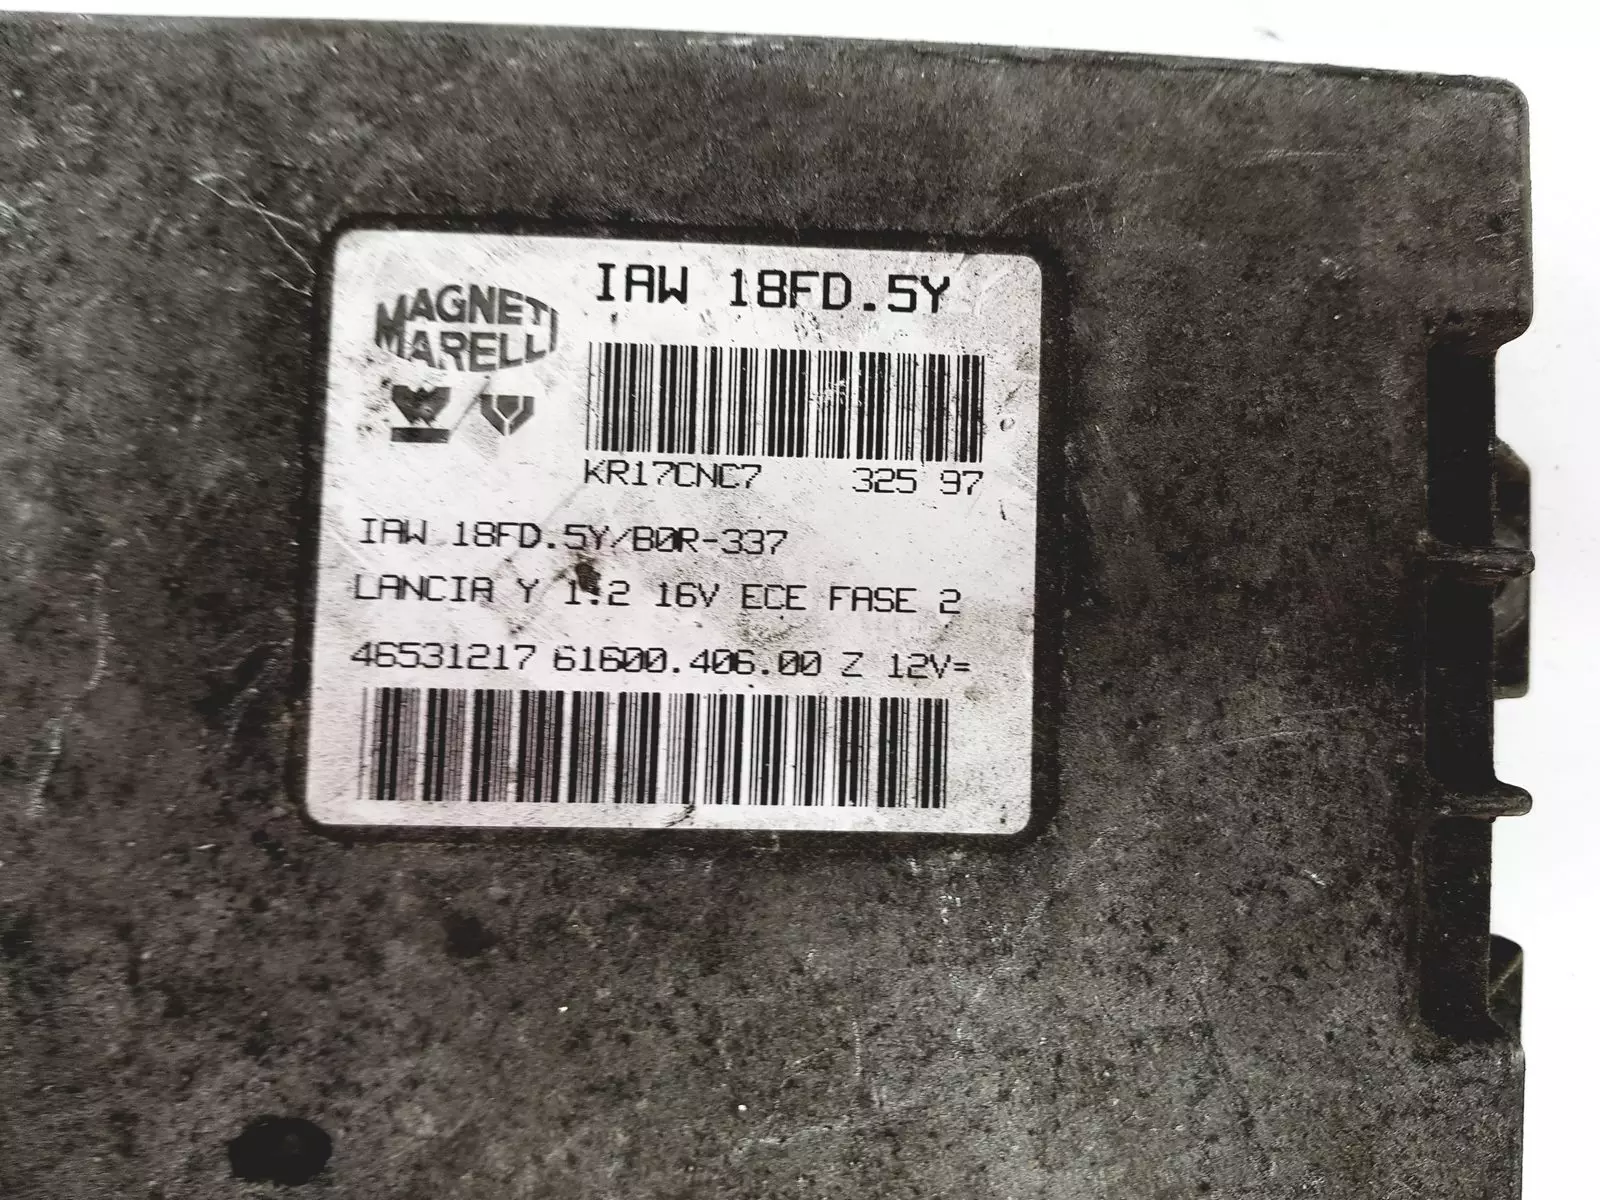 MAGNETI
MARELLI
IAW 18FD.5Y
KR17CNC7 325 97
IAW 18FD.5Y/B0R-337
LANCIA Y 1.2 16V ECE FASE 2
46531217 61600.406.00 Z 12V=